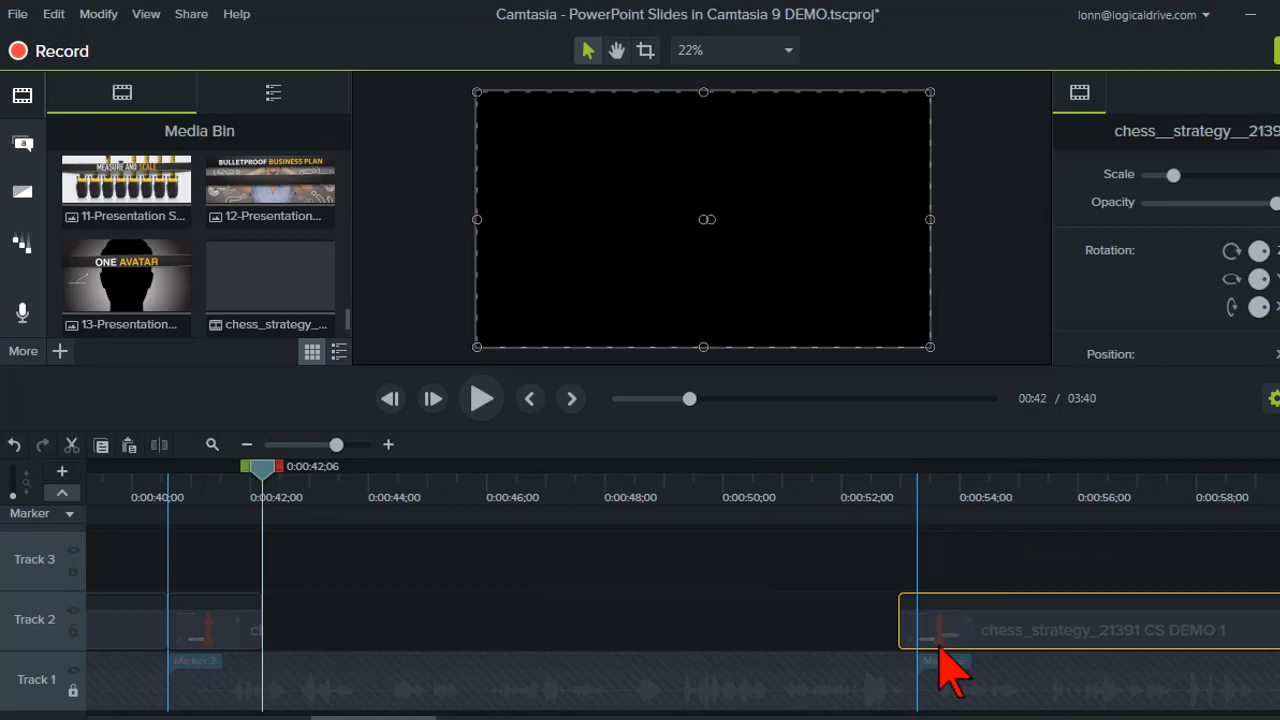 Camtasia - PowerPoint Slides in Camtasia 9 DEMO.tscproj*
File Edit Modify View Share Help
lonn@logicaldrive.com
Record
22%
Media Bin
a
MEASURE AND SCALE
BULLETPROOF BUSINESS PLAN
11-Presentation S...
12-Presentation...
ONE AVATAR
13-Presentation...
chess_strategy_...
More
chess__strategy__21391
Scale
Opacity
Rotation:
Position:
00:42 / 03:40
0:00:42;06
0:00:40;00 0:00:42;00 0:00:44;00 0:00:46;00 0:00:48;00 0:00:50;00 0:00:52;00 0:00:54;00 0:00:56;00 0:00:58;00
Marker
Track 3
Track 2
chess_strategy_21391 CS DEMO 1
Track 1
Marker 3